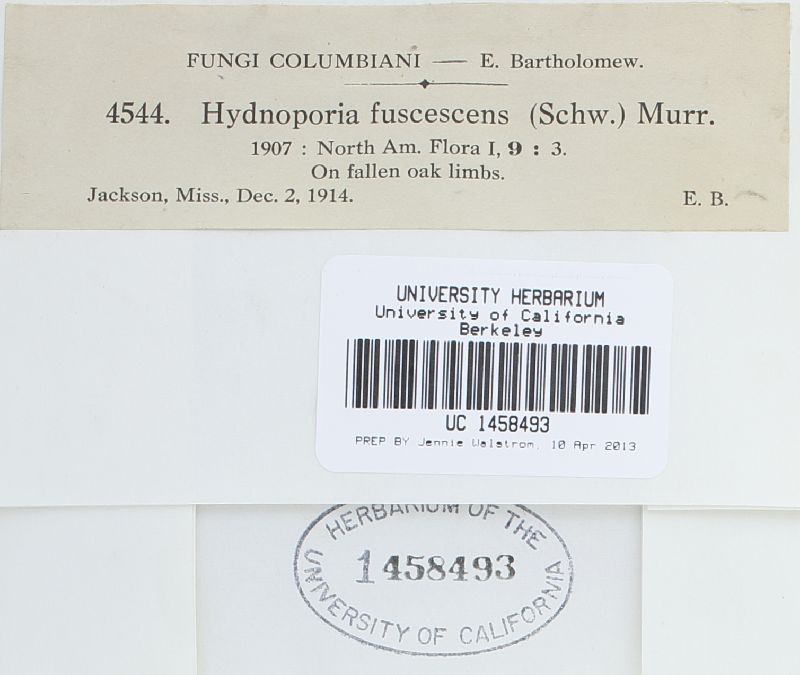 FUNGI COLUMBIANI — E. Bartholomew.
4544. Hydnoporia fuscescens (Schw.) Murr.
1907 : North Am. Flora I, 9 : 3.
On fallen oak limbs.
Jackson, Miss., Dec. 2, 1914. E. B.
UNIVERSITY HERBARIUM
University of California
Berkeley
UC 1458493
PREP BY Jennie Walstrom, 10 Apr 2013
HERBARIUM OF THE
1458493
UNIVERSITY OF CALIFORNIA